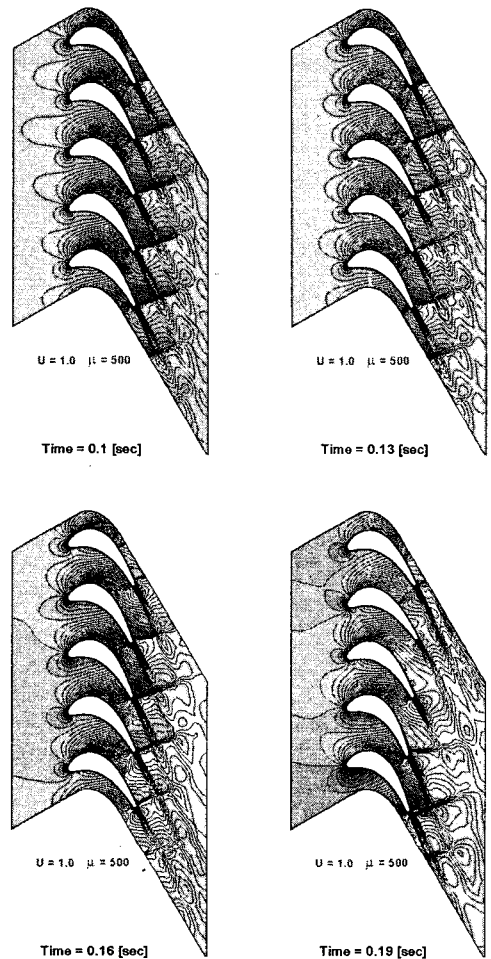 U = 1.0 μ = 500
U = 1.0 μ = 500
Time = 0.1 [sec]
Time = 0.13 [sec]
U = 1.0 μ = 500
U = 1.0 μ = 500
Time = 0.16 [sec]
Time = 0.19 [sec]